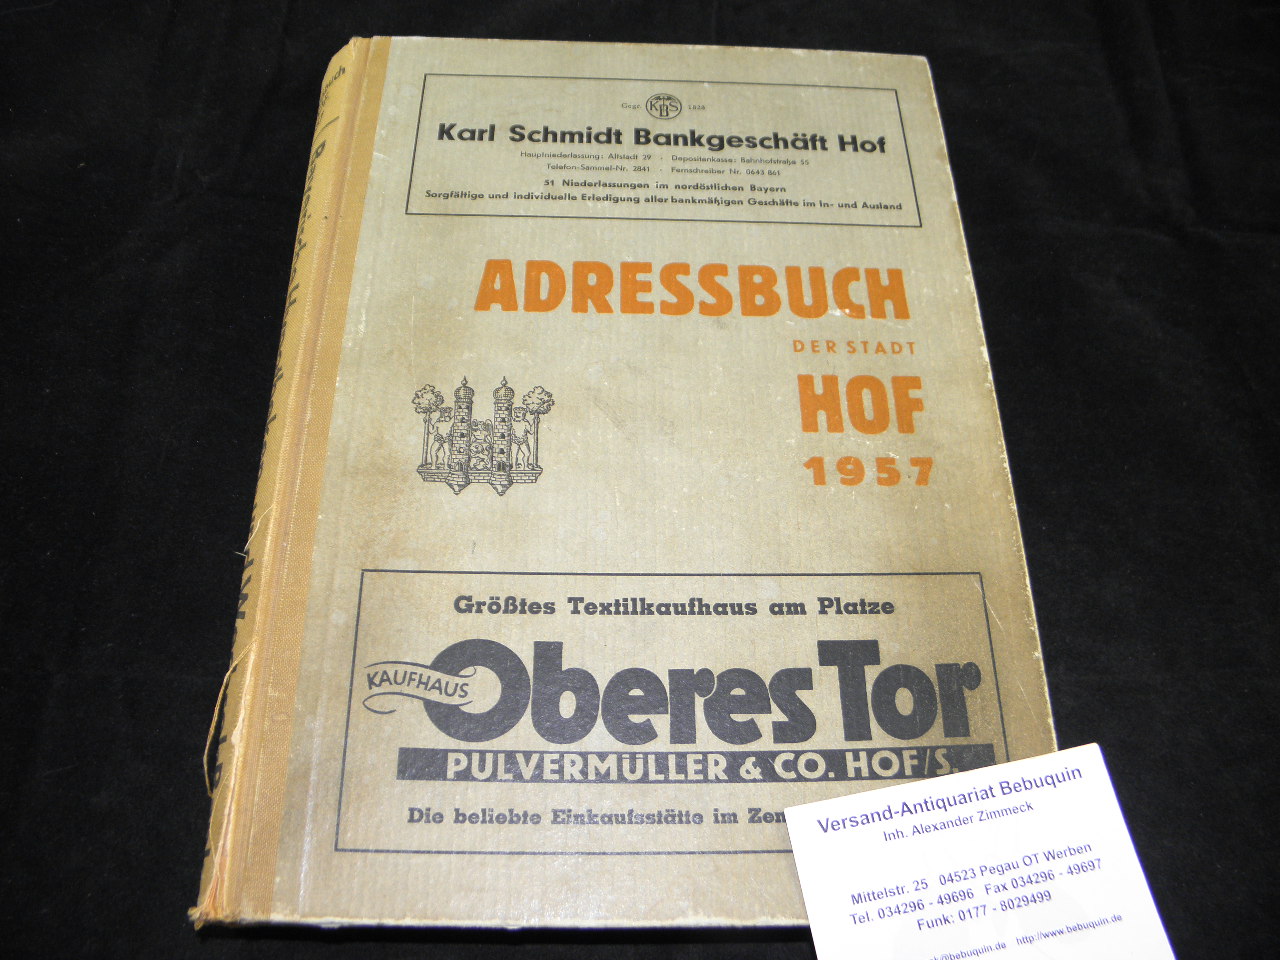 Gegr. KBS 1828
Karl Schmidt Bankgeschäft Hof
Hauptniederlassung: Altstadt 29 · Depositenkasse: Bahnhofstraße 55
Telefon-Sammel-Nr. 2841 · Fernschreiber Nr. 0643 861
51 Niederlassungen im nordöstlichen Bayern
Sorgfältige und individuelle Erledigung aller bankmäßigen Geschäfte im In- und Ausland
ADRESSBUCH
DER STADT
HOF
1957
Größtes Textilkaufhaus am Platze
KAUFHAUS
Oberes Tor
PULVERMÜLLER & CO. HOF/S.
Die beliebte Einkaufsstätte im Zen
Versand-Antiquariat Bebuquin
Inh. Alexander Zimmeck
Mittelstr. 25 04523 Pegau OT Werben
Tel. 034296 - 49696 Fax 034296 - 49697
Funk: 0177 - 8029499
@bebuquin.de http://www.bebuquin.de